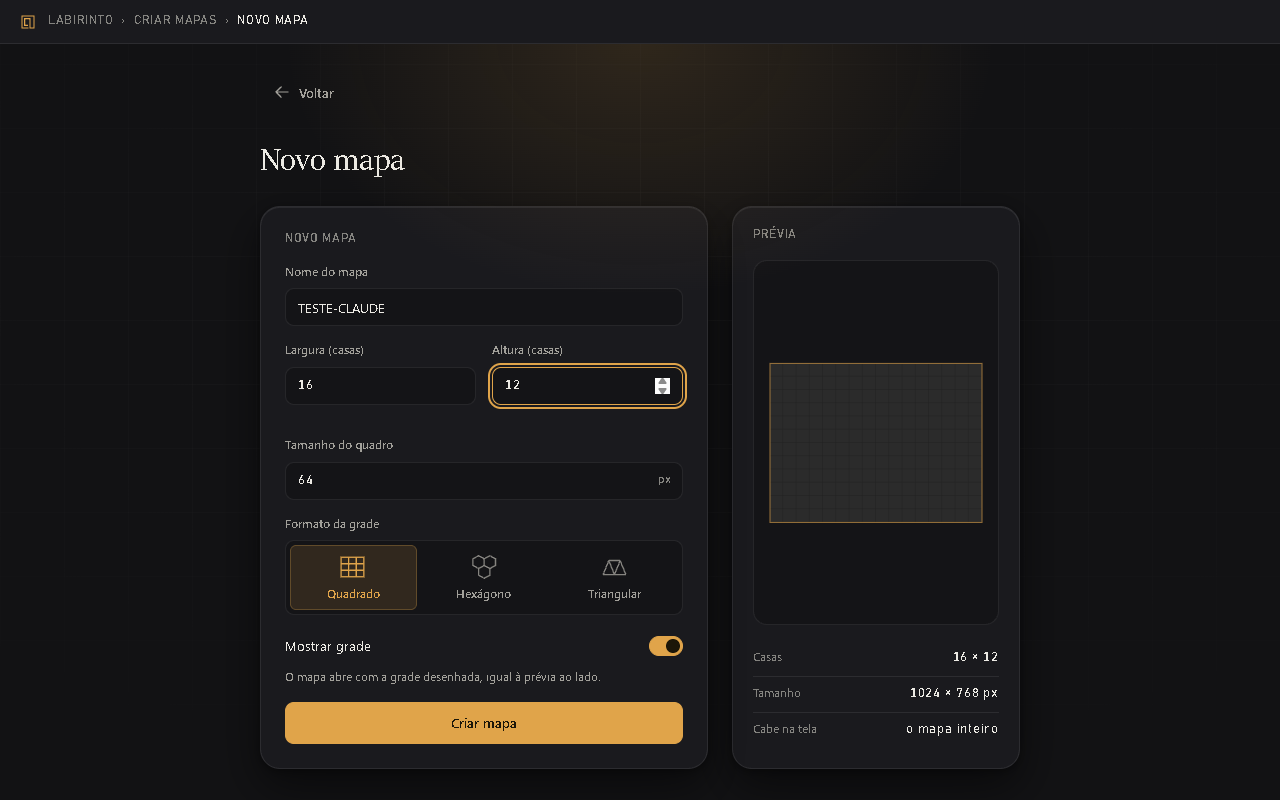 LABIRINTO › CRIAR MAPAS › NOVO MAPA
Voltar
Novo mapa
NOVO MAPA
Nome do mapa
TESTE-CLAUDE
Largura (casas) Altura (casas)
16 12
Tamanho do quadro
64 px
Formato da grade
Quadrado Hexágono Triangular
Mostrar grade
O mapa abre com a grade desenhada, igual à prévia ao lado.
Criar mapa
PRÉVIA
Casas 16 × 12
Tamanho 1024 × 768 px
Cabe na tela o mapa inteiro